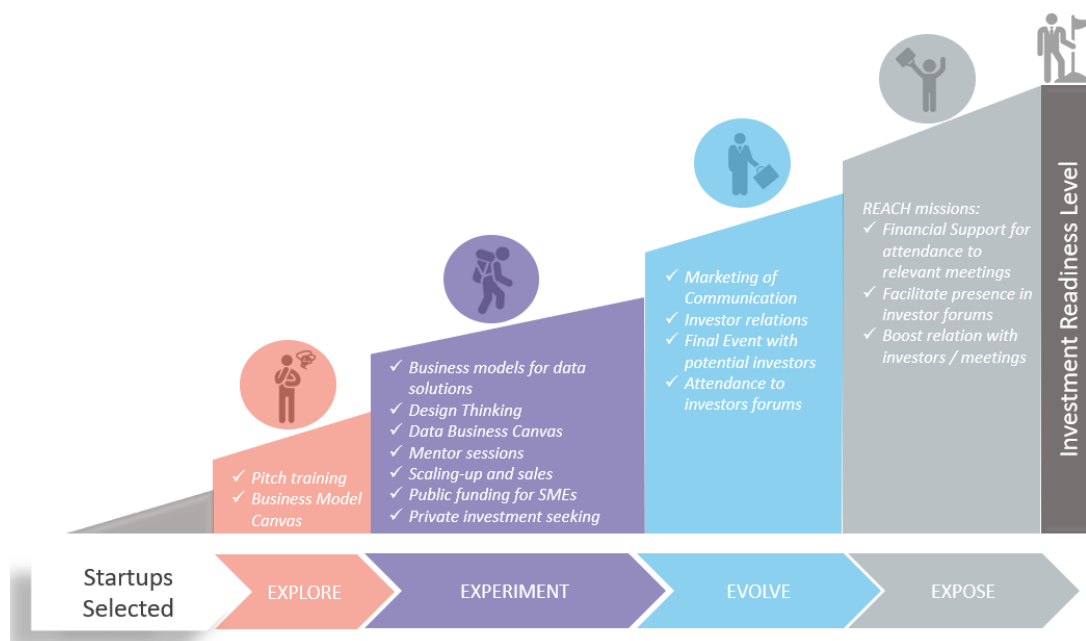 REACH missions:
✓ Financial Support for
attendance to
relevant meetings
✓ Facilitate presence in
investor forums
✓ Boost relation with
investors / meetings
Investment Readiness Level
✓ Marketing of
Communication
✓ Investor relations
✓ Final Event with
potential investors
✓ Attendance to
investors forums
✓ Business models for data
solutions
✓ Design Thinking
✓ Data Business Canvas
✓ Mentor sessions
✓ Scaling-up and sales
✓ Public funding for SMEs
✓ Private investment seeking
✓ Pitch training
✓ Business Model
Canvas
Startups
Selected
EXPLORE
EXPERIMENT
EVOLVE
EXPOSE